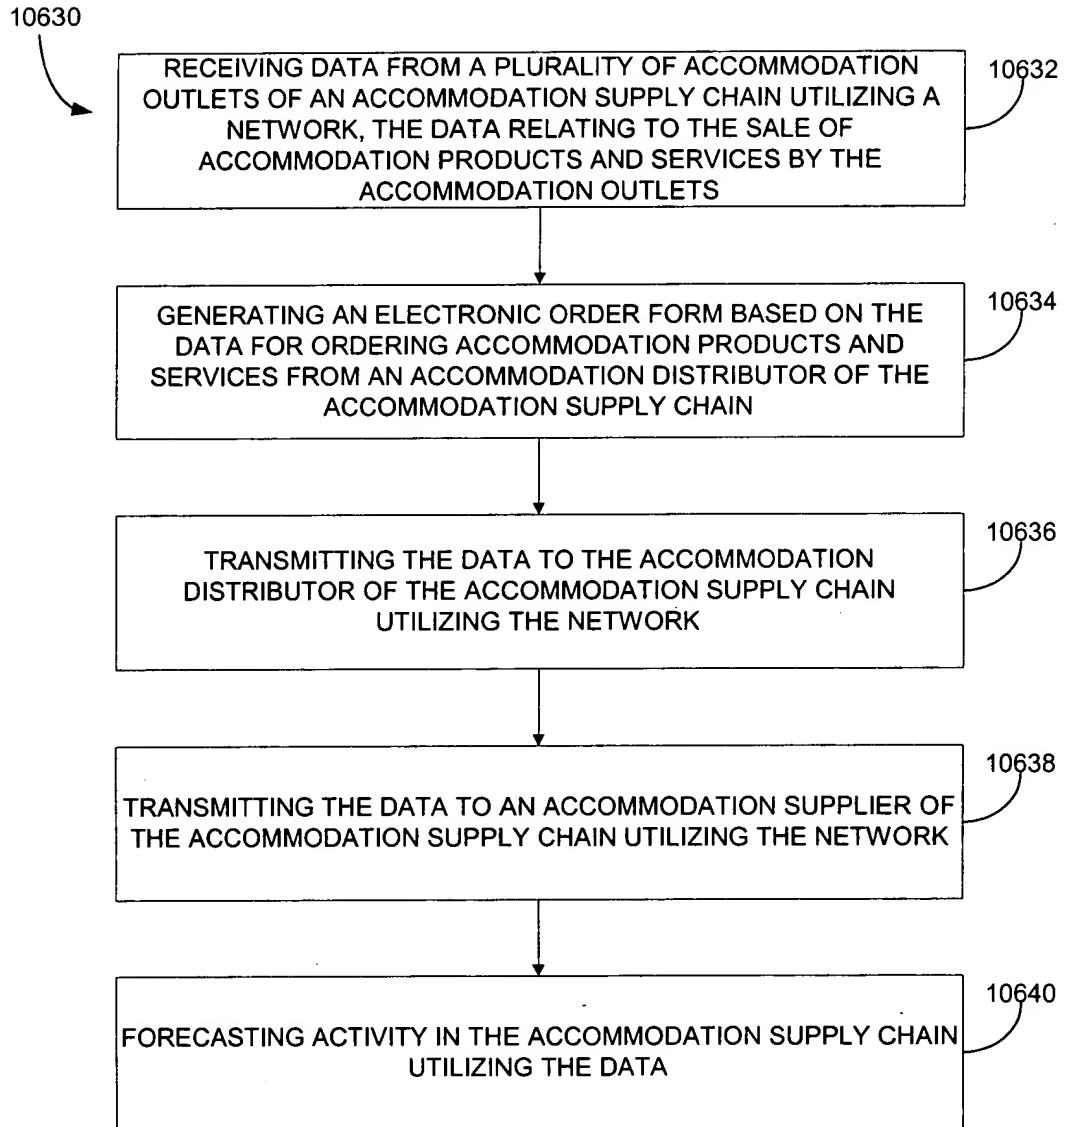 10630
RECEIVING DATA FROM A PLURALITY OF ACCOMMODATION
OUTLETS OF AN ACCOMMODATION SUPPLY CHAIN UTILIZING A
NETWORK, THE DATA RELATING TO THE SALE OF
ACCOMMODATION PRODUCTS AND SERVICES BY THE
ACCOMMODATION OUTLETS
10632
GENERATING AN ELECTRONIC ORDER FORM BASED ON THE
DATA FOR ORDERING ACCOMMODATION PRODUCTS AND
SERVICES FROM AN ACCOMMODATION DISTRIBUTOR OF THE
ACCOMMODATION SUPPLY CHAIN
10634
TRANSMITTING THE DATA TO THE ACCOMMODATION
DISTRIBUTOR OF THE ACCOMMODATION SUPPLY CHAIN
UTILIZING THE NETWORK
10636
TRANSMITTING THE DATA TO AN ACCOMMODATION SUPPLIER OF
THE ACCOMMODATION SUPPLY CHAIN UTILIZING THE NETWORK
10638
FORECASTING ACTIVITY IN THE ACCOMMODATION SUPPLY CHAIN
UTILIZING THE DATA
10640